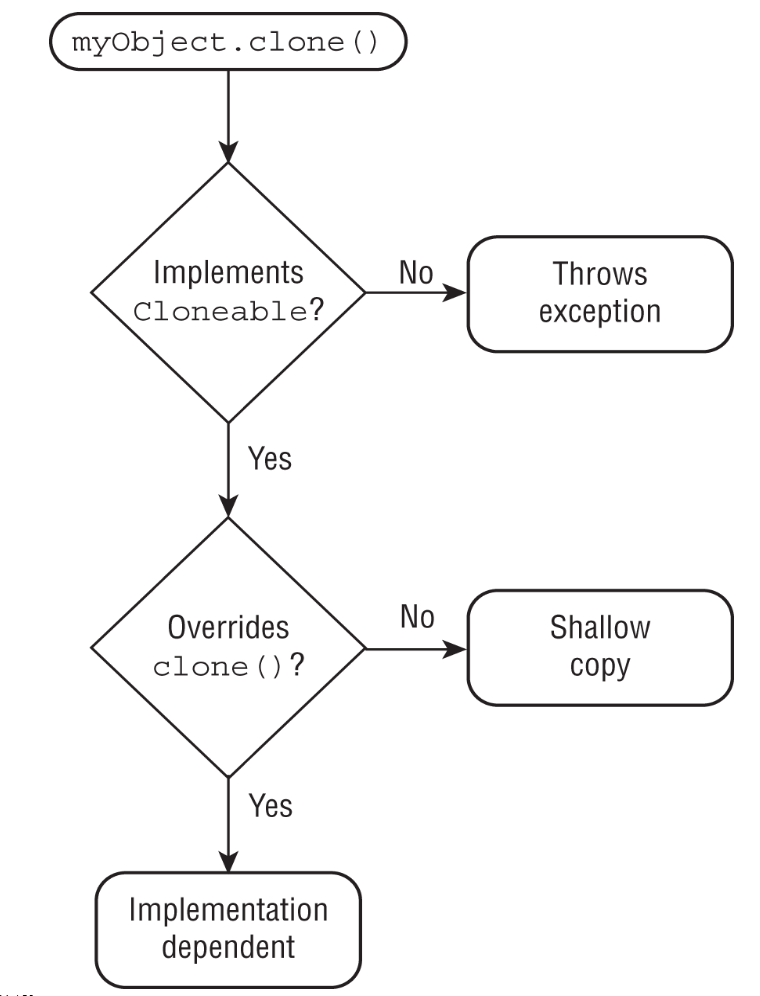 myObject.clone()
Implements
Cloneable?
No
Throws
exception
Yes
Overrides
clone()?
No
Shallow
copy
Yes
Implementation
dependent